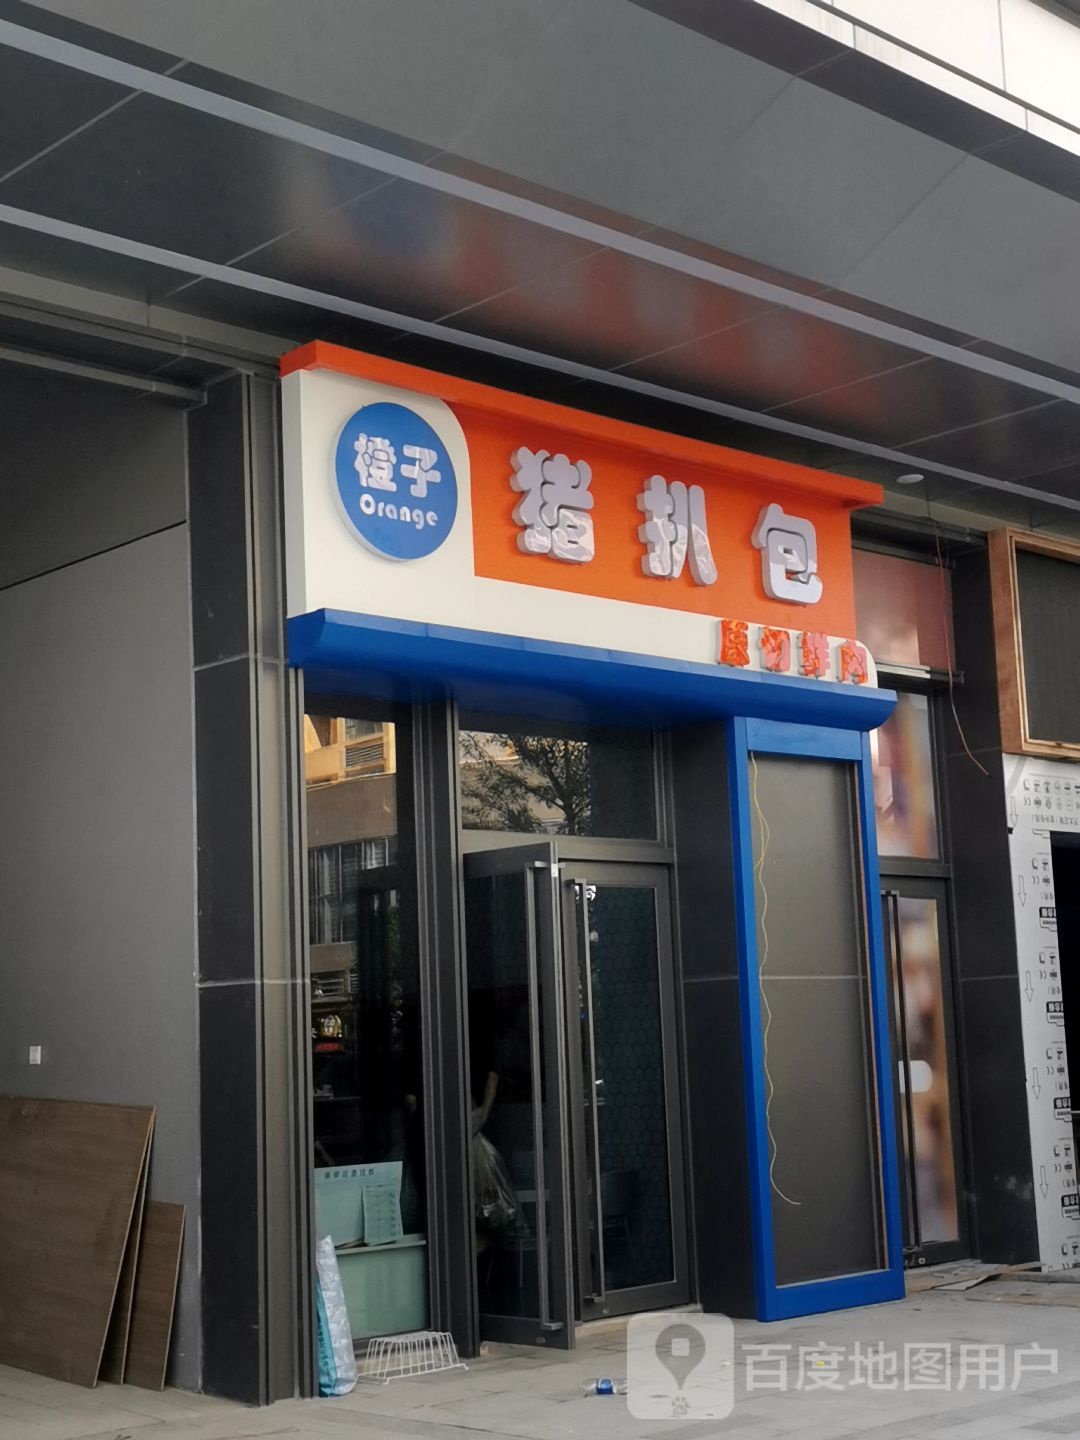 橙子
Orange
猪扒包
原切鲜肉
百度地图用户